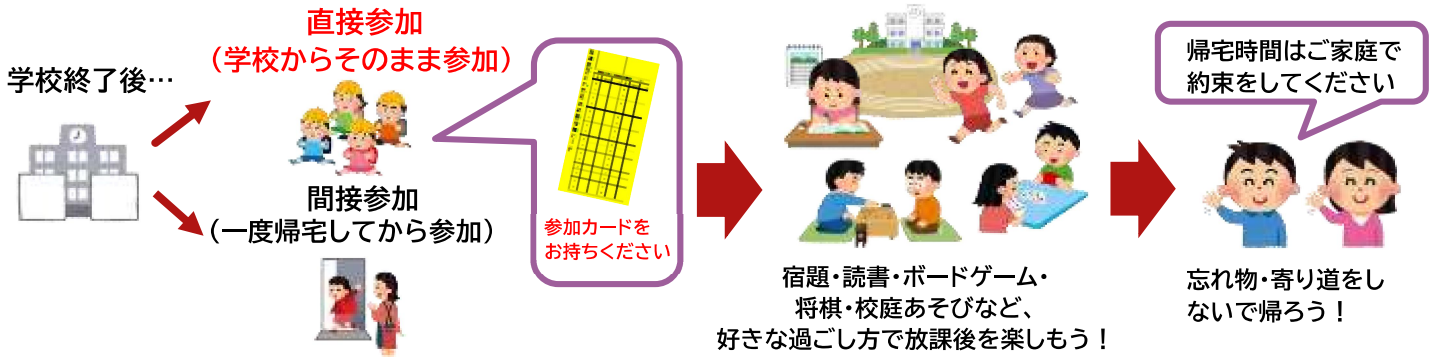 学校終了後…
直接参加
（学校からそのまま参加）
間接参加
（一度帰宅してから参加）
参加カードを
お持ちください
宿題・読書・ボードゲーム・
将棋・校庭あそびなど、
好きな過ごし方で放課後を楽しもう！
帰宅時間はご家庭で
約束をしてください
忘れ物・寄り道をし
ないで帰ろう！